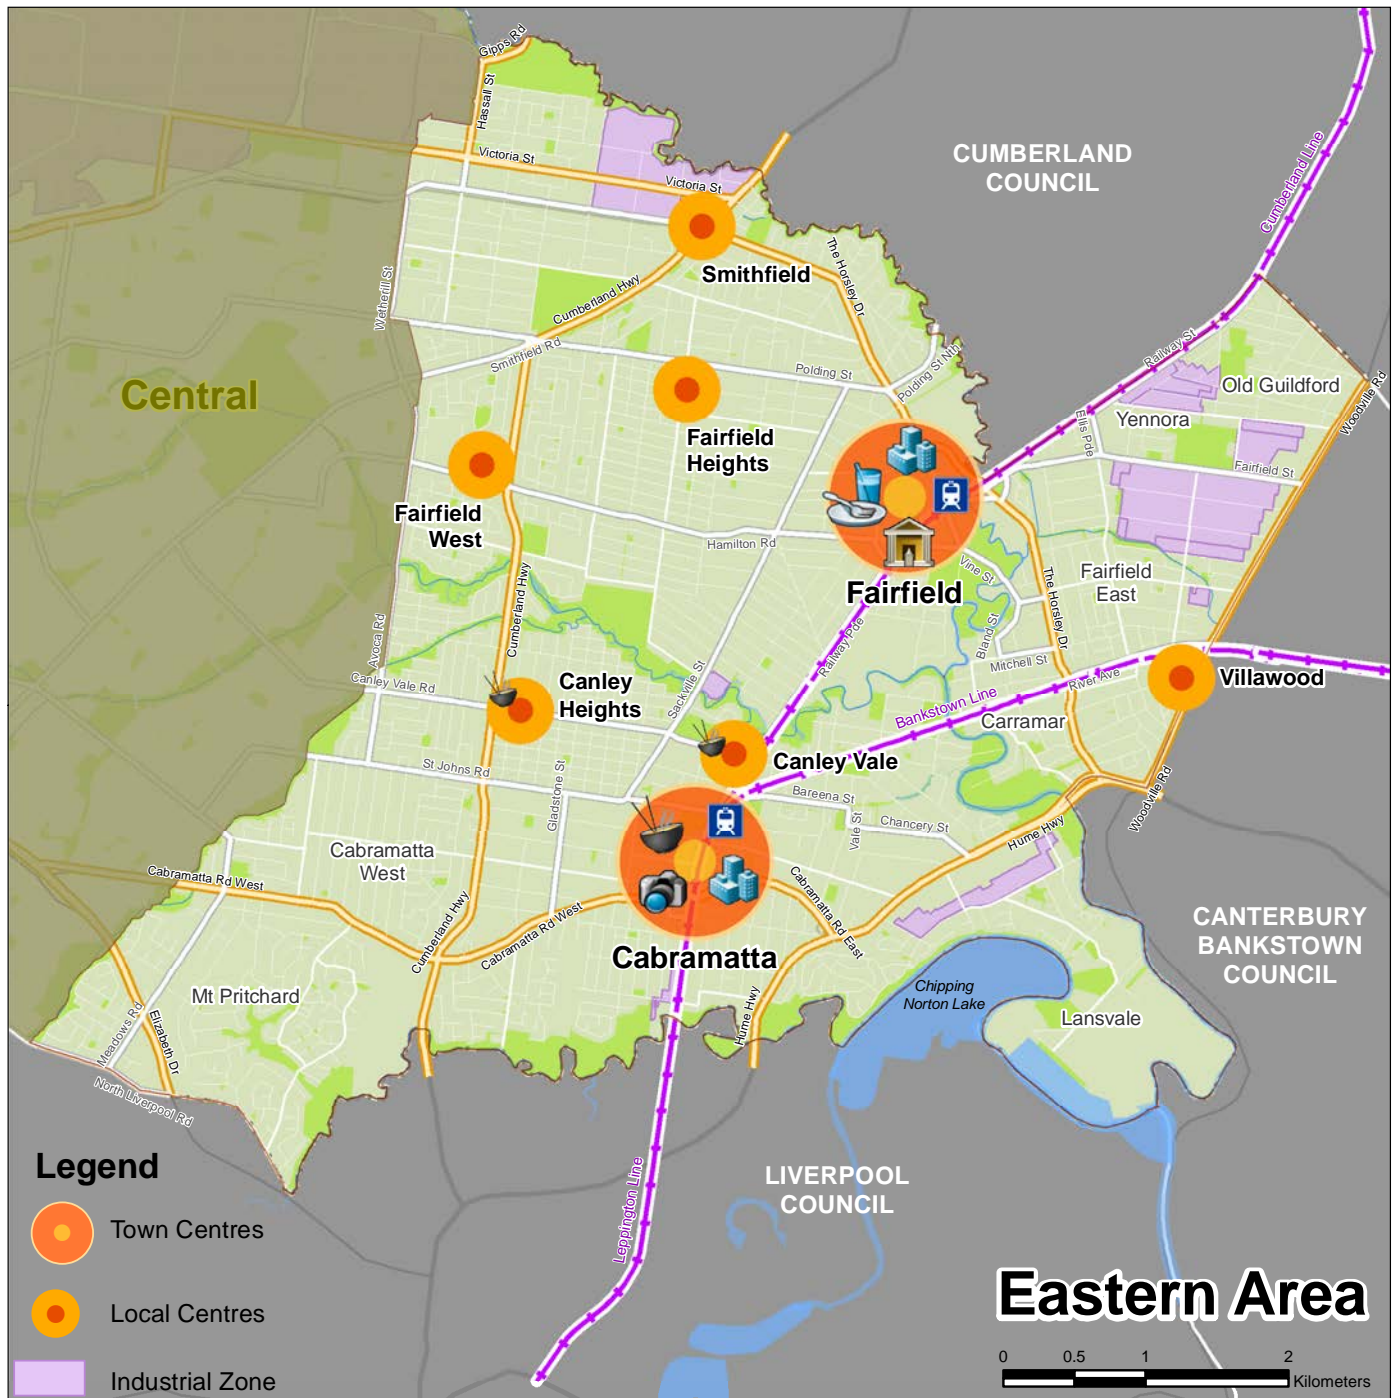 Gipps Rd
Hassall St
Victoria St
Victoria St
CUMBERLAND
COUNCIL
Cumberland Line
Smithfield
The Horsley Dr
Wetherill St
Cumberland Hwy
Smithfield Rd
Polding St
Polding St Nth
Railway St
Central
Old Guildford
Yennora
Ellis Pde
Woodville Rd
Fairfield
Heights
Fairfield St
Fairfield
West
Hamilton Rd
Fairfield
Vine St
Fairfield
East
The Horsley Dr
Cumberland Hwy
Avoca Rd
Railway Pde
Bland St
Mitchell St
River Ave
Villawood
Canley Vale Rd
Canley
Heights
Sackville St
Bankstown Line
Carramar
Canley Vale
St Johns Rd
Gladstone St
Bareena St
Vale St
Chancery St
Hume Hwy
Woodville Rd
Cabramatta
West
Cabramatta Rd West
Cumberland Hwy
Cabramatta Rd West
Cabramatta Rd East
Cabramatta
CANTERBURY
BANKSTOWN
COUNCIL
Mt Pritchard
Chipping
Norton Lake
Lansvale
Hume Hwy
Meadows Rd
Elizabeth Dr
North Liverpool Rd
Leppington Line
LIVERPOOL
COUNCIL
Legend
Town Centres
Local Centres
Industrial Zone
Eastern Area
0 0.5 1 2
Kilometers